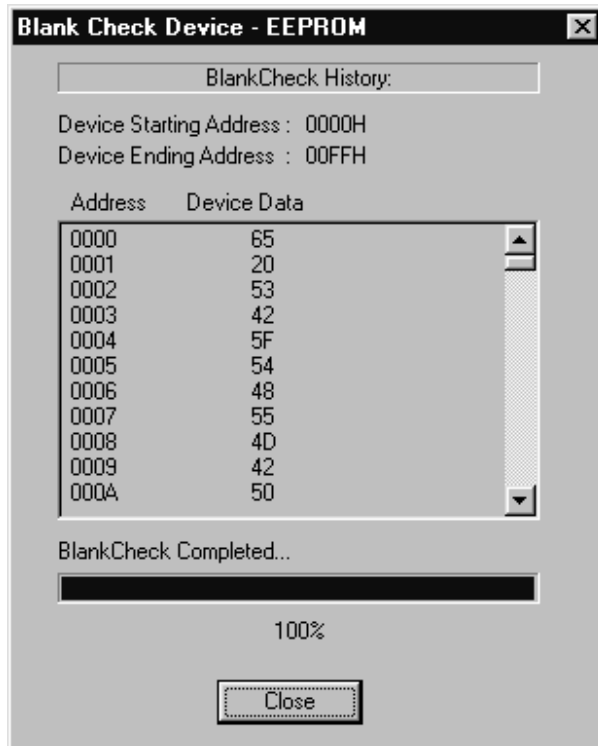 Blank Check Device - EEPROM
BlankCheck History:
Device Starting Address : 0000H
Device Ending Address : 00FFH
Address Device Data
0000 65
0001 20
0002 53
0003 42
0004 5F
0005 54
0006 48
0007 55
0008 4D
0009 42
000A 50
BlankCheck Completed...
100%
Close